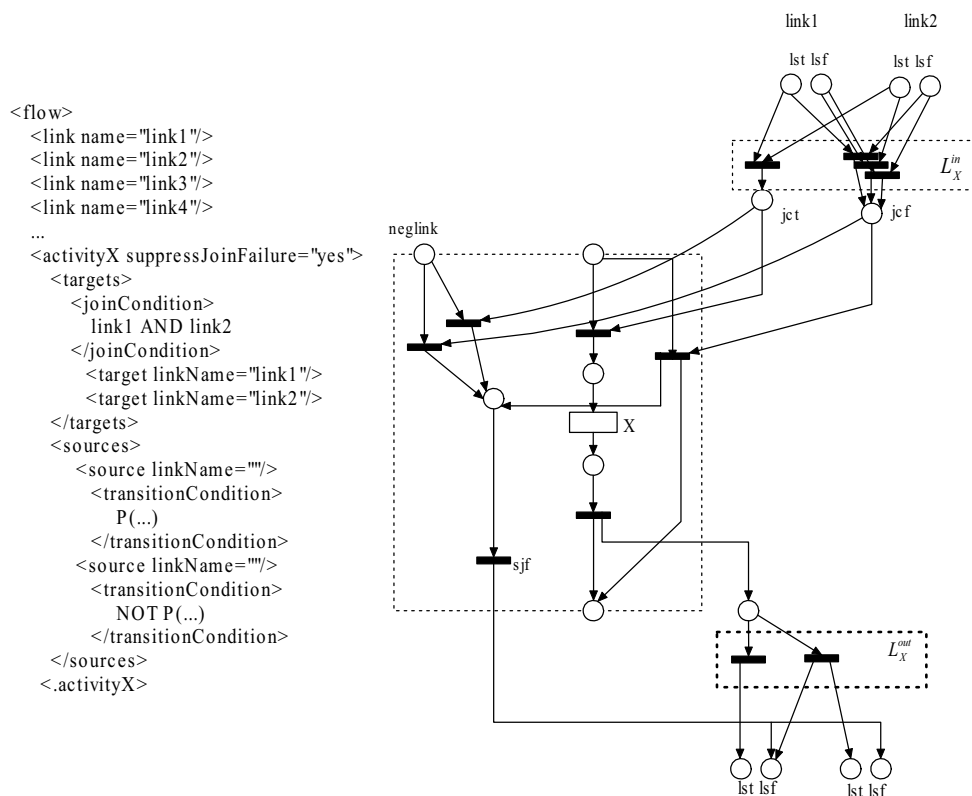 <flow>
<link name="link1"/>
<link name="link2"/>
<link name="link3"/>
<link name="link4"/>
...
<activityX suppressJoinFailure="yes">
<targets>
<joinCondition>
link1 AND link2
</joinCondition>
<target linkName="link1"/>
<target linkName="link2"/>
</targets>
<sources>
<source linkName=""/>
<transitionCondition>
P(...)
</transitionCondition>
<source linkName=""/>
<transitionCondition>
NOT P(...)
</transitionCondition>
</sources>
<.activityX>
link1 link2
lst lsf lst lsf
L_X^in
jct jcf
neglink
X
sjf
L_X^out
lst lsf lst lsf